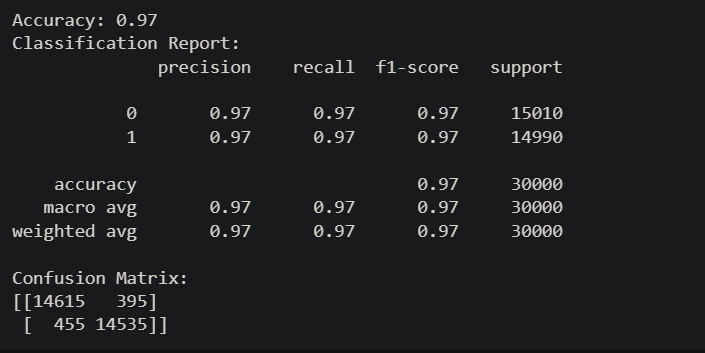 Accuracy: 0.97
Classification Report:
              precision    recall  f1-score   support

           0       0.97      0.97      0.97     15010
           1       0.97      0.97      0.97     14990

    accuracy                           0.97     30000
   macro avg       0.97      0.97      0.97     30000
weighted avg       0.97      0.97      0.97     30000

Confusion Matrix:
[[14615   395]
 [  455 14535]]